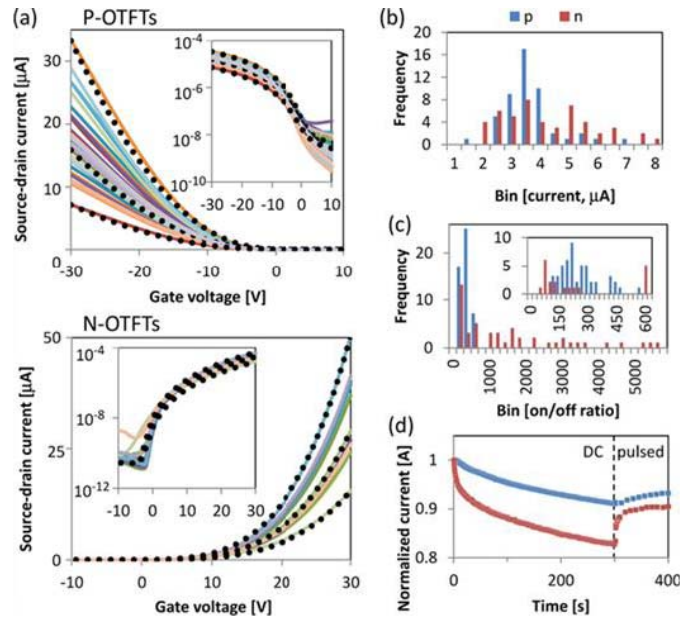 (a)
P-OTFTs
Source-drain current [μA]
40
30
20
10
0
-30 -20 -10 0 10
Gate voltage [V]
10-4
10-6
10-8
10-10
-30 -20 -10 0 10
N-OTFTs
Source-drain current [μA]
50
25
0
-10 0 10 20 30
Gate voltage [V]
10-4
10-8
10-11
-10 0 10 20 30
(b)
p n
Frequency
20
16
12
8
4
0
1 2 3 4 5 6 7 8
Bin [current, μA]
(c)
Frequency
20
10
0
0 1000 2000 3000 4000 5000
Bin [on/off ratio]
10
5
0
0 150 300 450 600
(d)
DC pulsed
Normalized current [A]
1
0.9
0.8
0 200 400
Time [s]